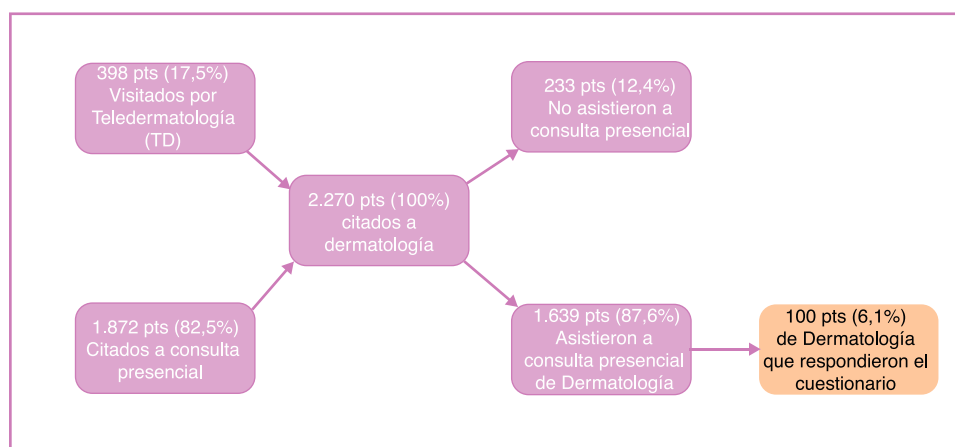 398 pts (17,5%)
Visitados por
Teledermatología
(TD)
233 pts (12,4%)
No asistieron a
consulta presencial
2.270 pts (100%)
citados a
dermatología
1.872 pts (82,5%)
Citados a consulta
presencial
1.639 pts (87,6%)
Asistieron a
consulta presencial
de Dermatología
100 pts (6,1%)
de Dermatología
que respondieron el
cuestionario